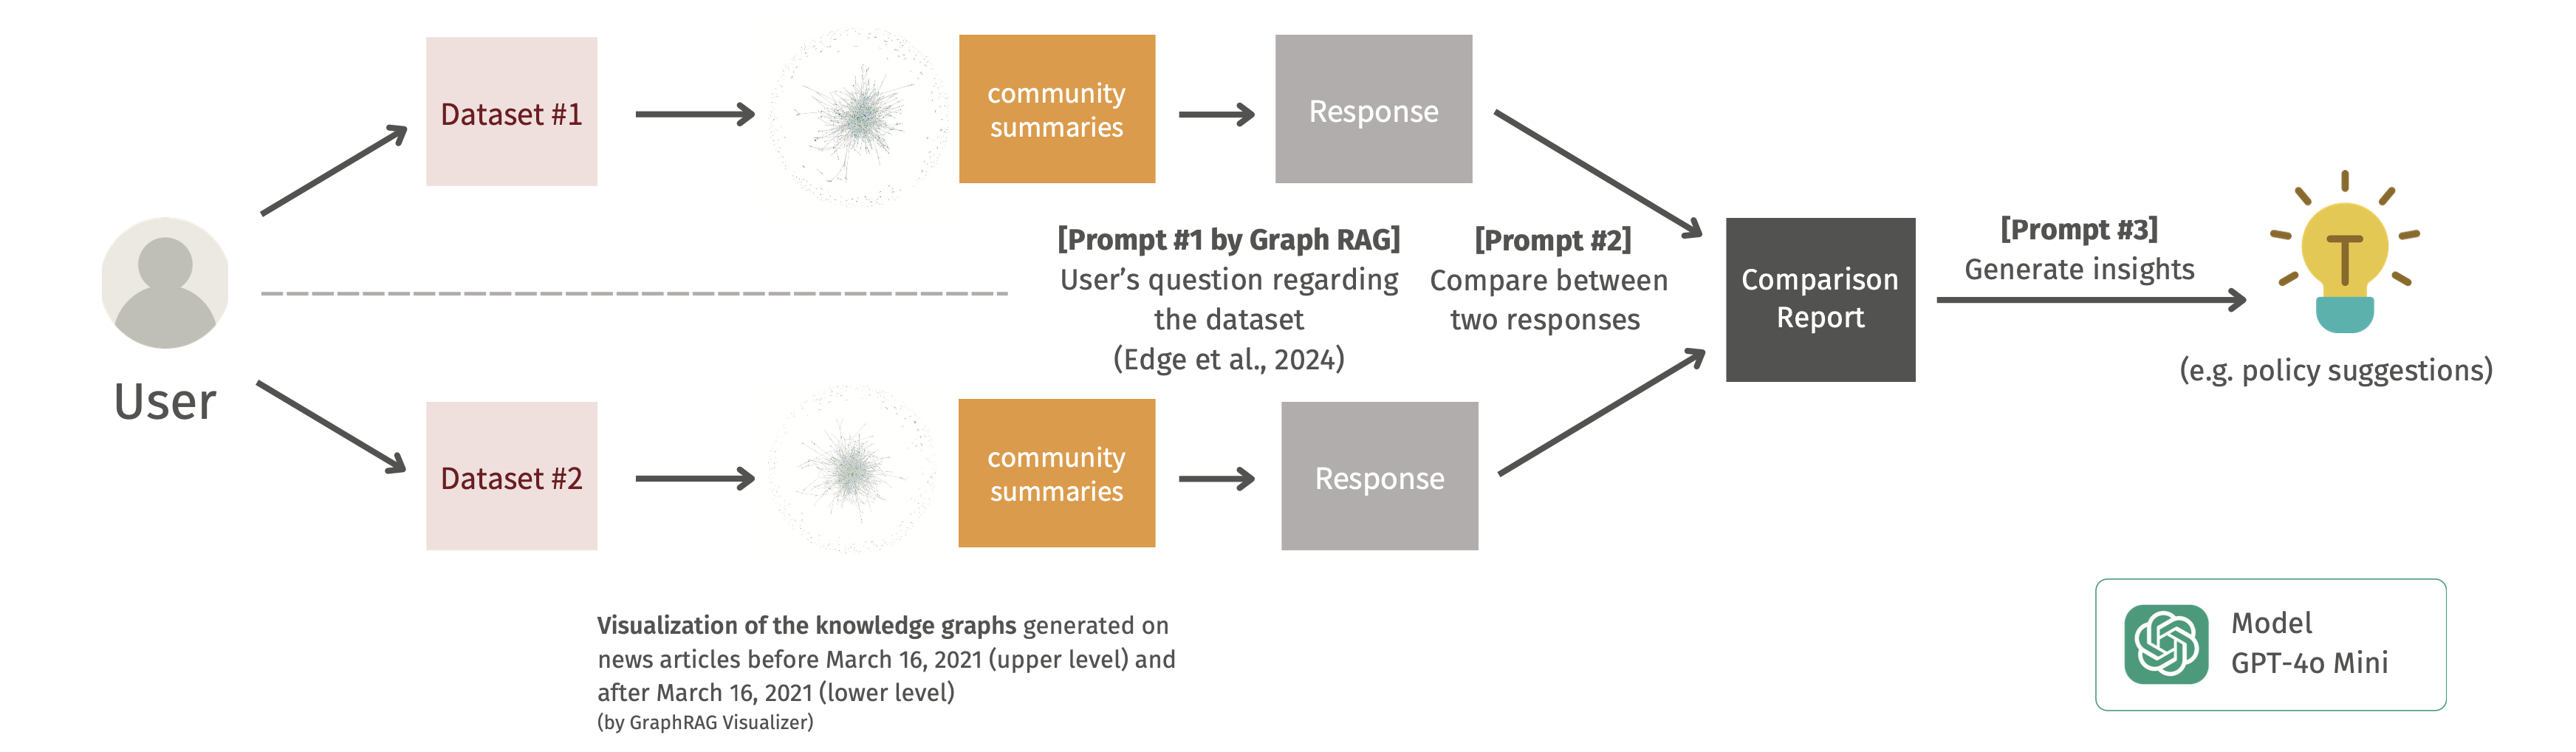 Dataset #1
community
summaries
Response
[Prompt #1 by Graph RAG]
User’s question regarding
the dataset
(Edge et al., 2024)
[Prompt #2]
Compare between
two responses
Comparison
Report
[Prompt #3]
Generate insights
T
(e.g. policy suggestions)
User
Dataset #2
community
summaries
Response
Visualization of the knowledge graphs generated on
news articles before March 16, 2021 (upper level) and
after March 16, 2021 (lower level)
(by GraphRAG Visualizer)
Model
GPT-4o Mini